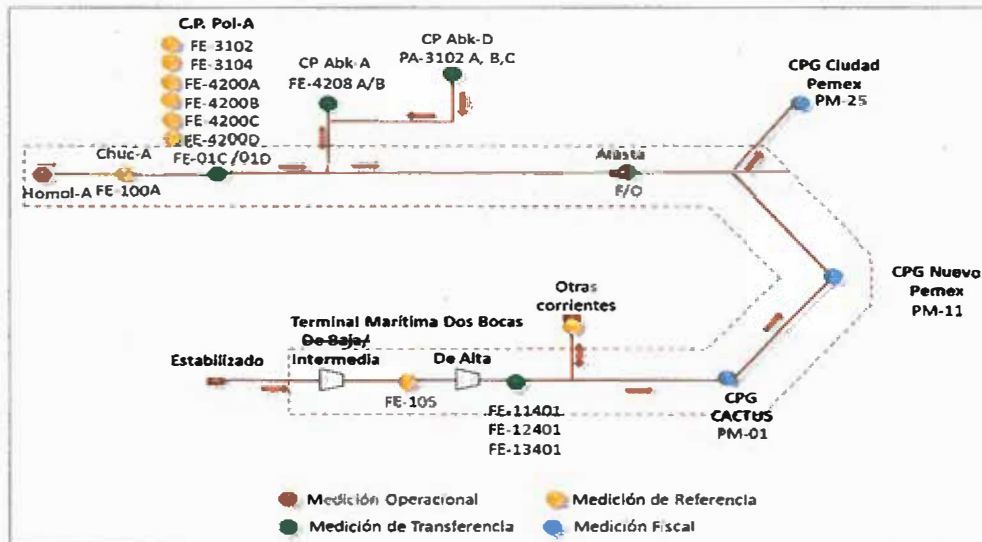 C.P. Pol-A
FE-3102
FE-3104
FE-4200A
FE-4200B
FE-4200C
FE-4200D
FE-01C /01D
CP Abk-A
FE-4208 A/B
CP Abk-D
PA-3102 A, B,C
CPG Ciudad
Pemex
PM-25
Chuc-A
FE-100A
Homol-A
Atasta
F/O
CPG Nuevo
Pemex
PM-11
Otras
corrientes
Terminal Marítima Dos Bocas
De Baja/
Intermedia
De Alta
Estabilizado
FE-105
FE-11401
FE-12401
FE-13401
CPG
CACTUS
PM-01
Medición Operacional
Medición de Referencia
Medición de Transferencia
Medición Fiscal